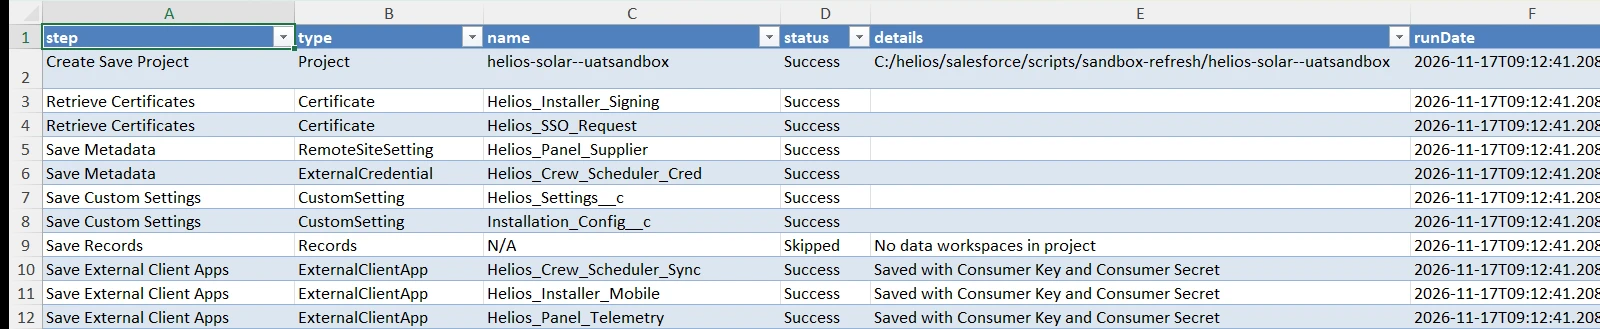 A B C D E F
1 step type name status details runDate
2 Create Save Project Project helios-solar--uatsandbox Success C:/helios/salesforce/scripts/sandbox-refresh/helios-solar--uatsandbox 2026-11-17T09:12:41.208
3 Retrieve Certificates Certificate Helios_Installer_Signing Success 2026-11-17T09:12:41.208
4 Retrieve Certificates Certificate Helios_SSO_Request Success 2026-11-17T09:12:41.208
5 Save Metadata RemoteSiteSetting Helios_Panel_Supplier Success 2026-11-17T09:12:41.208
6 Save Metadata ExternalCredential Helios_Crew_Scheduler_Cred Success 2026-11-17T09:12:41.208
7 Save Custom Settings CustomSetting Helios_Settings__c Success 2026-11-17T09:12:41.208
8 Save Custom Settings CustomSetting Installation_Config__c Success 2026-11-17T09:12:41.208
9 Save Records Records N/A Skipped No data workspaces in project 2026-11-17T09:12:41.208
10 Save External Client Apps ExternalClientApp Helios_Crew_Scheduler_Sync Success Saved with Consumer Key and Consumer Secret 2026-11-17T09:12:41.208
11 Save External Client Apps ExternalClientApp Helios_Installer_Mobile Success Saved with Consumer Key and Consumer Secret 2026-11-17T09:12:41.208
12 Save External Client Apps ExternalClientApp Helios_Panel_Telemetry Success Saved with Consumer Key and Consumer Secret 2026-11-17T09:12:41.208